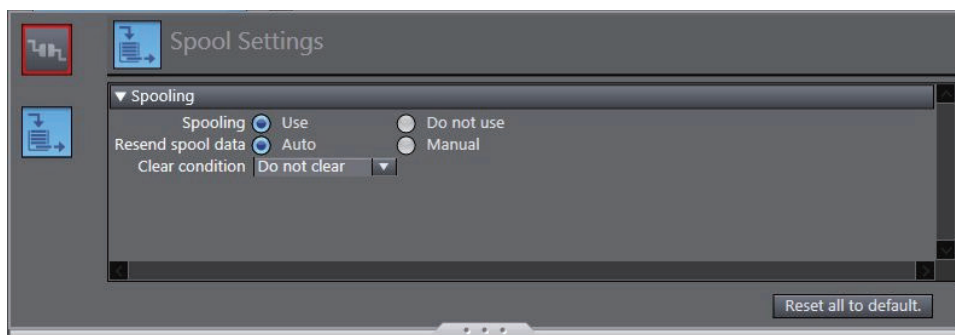 Spool Settings
▼ Spooling
Spooling Use Do not use
Resend spool data Auto Manual
Clear condition Do not clear
Reset all to default.